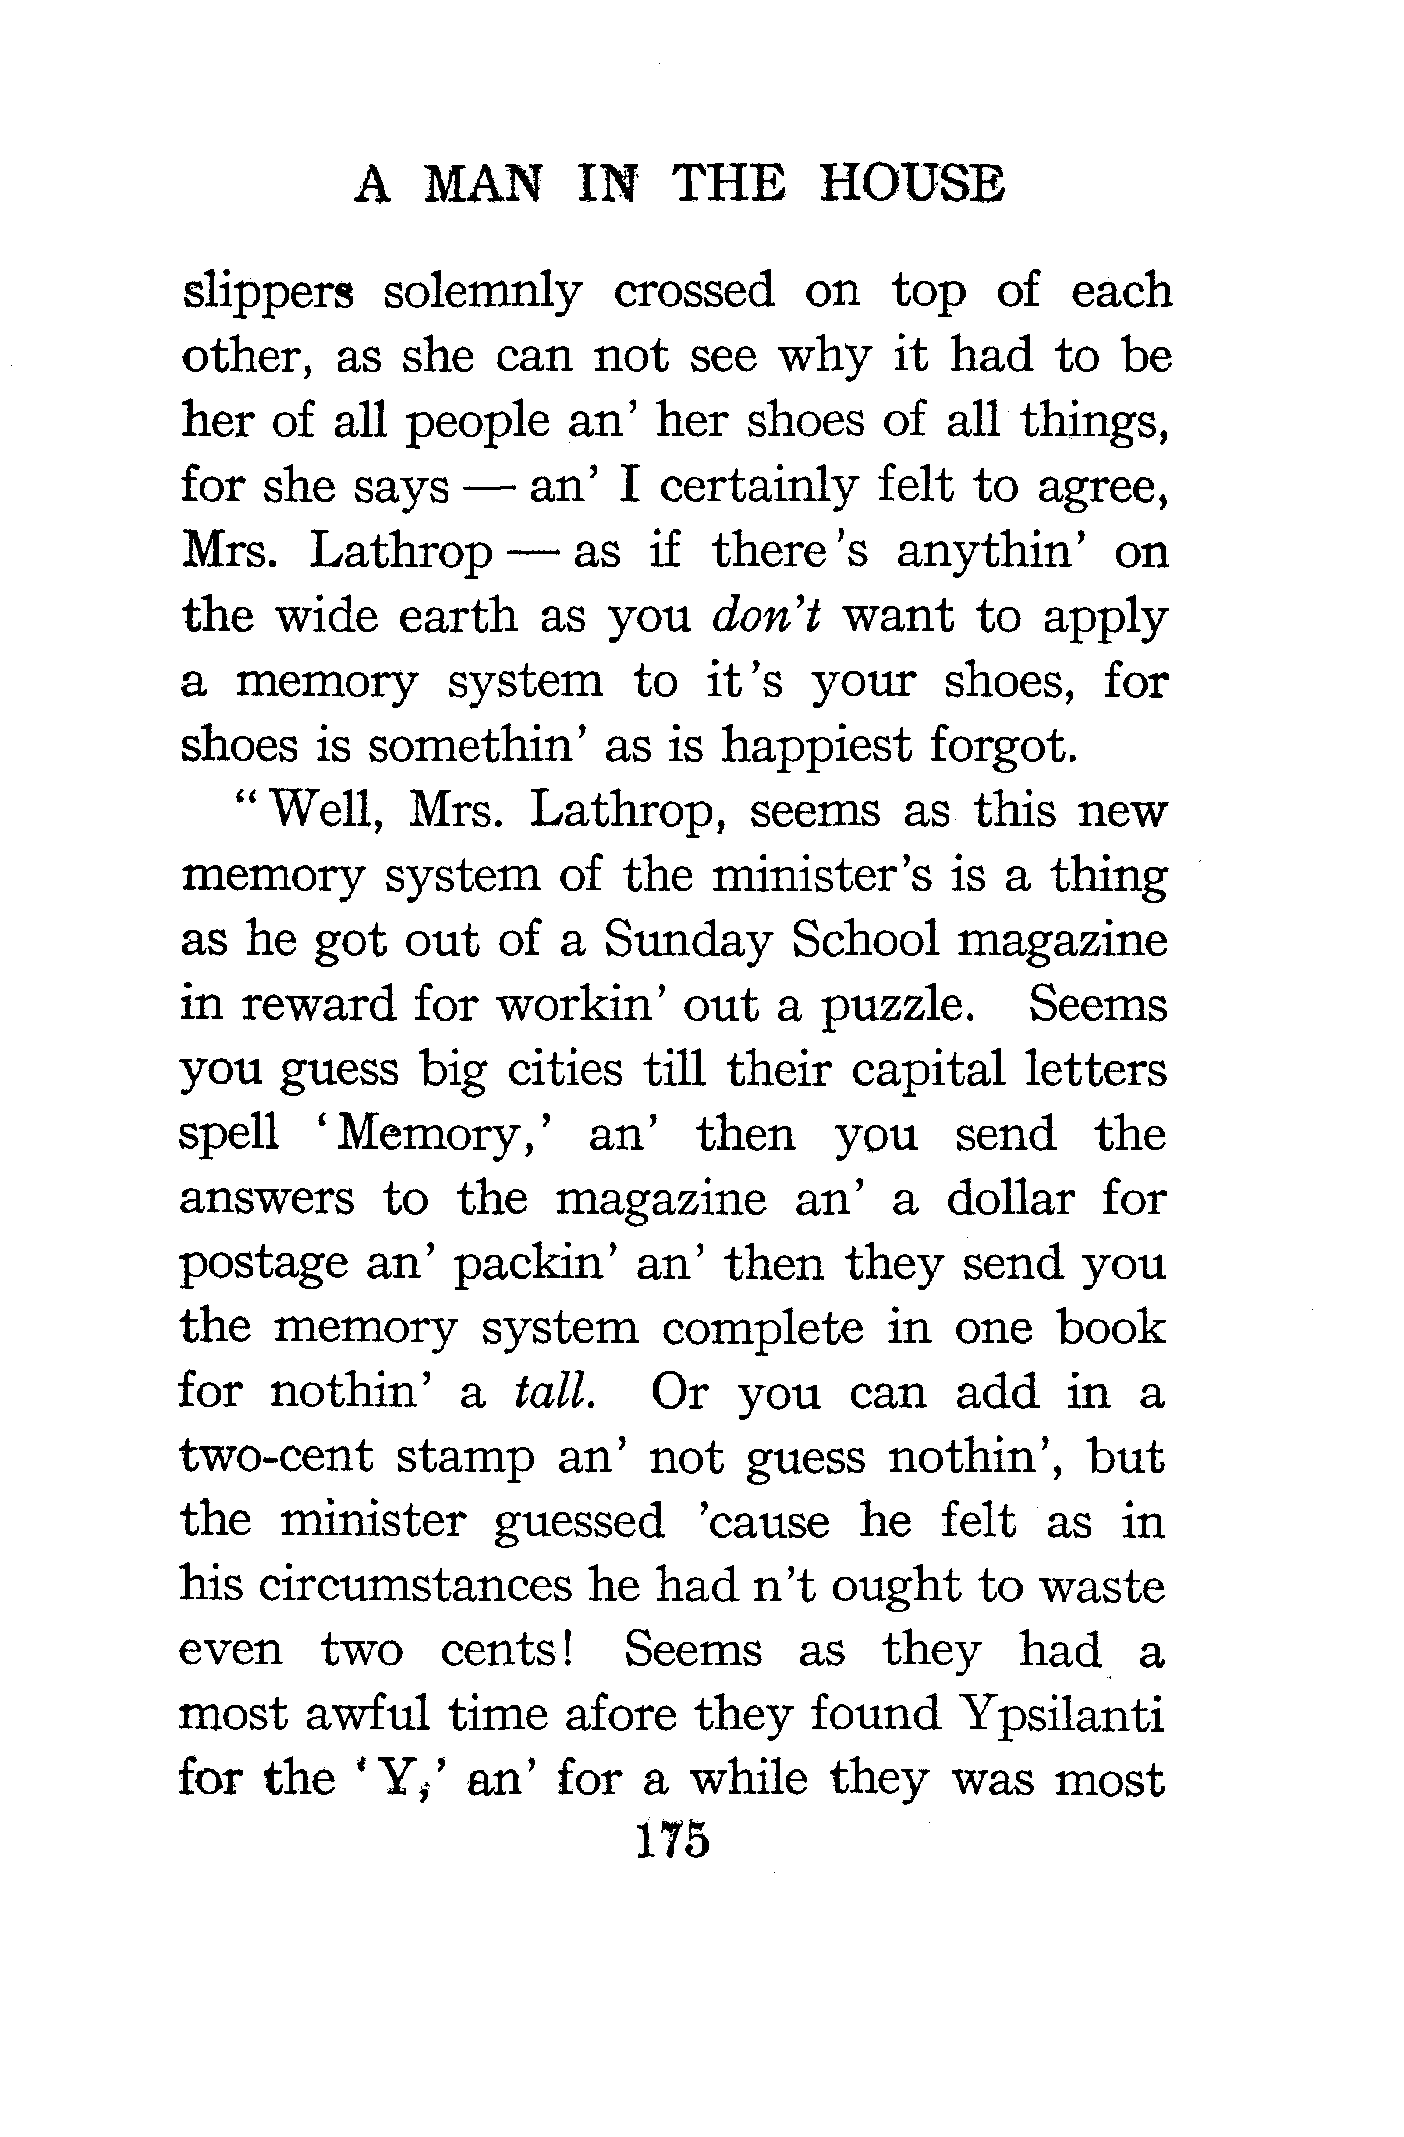 A MAN IN THE HOUSE
slippers solemnly crossed on top of each
other, as she can not see why it had to be
her of all people an' her shoes of all things,
for she says — an' I certainly felt to agree,
Mrs. Lathrop — as if there 's anythin' on
the wide earth as you don't want to apply
a memory system to it 's your shoes, for
shoes is somethin' as is happiest forgot.
“ Well, Mrs. Lathrop, seems as this new
memory system of the minister's is a thing
as he got out of a Sunday School magazine
in reward for workin' out a puzzle. Seems
you guess big cities till their capital letters
spell ‘ Memory,’ an' then you send the
answers to the magazine an' a dollar for
postage an' packin' an' then they send you
the memory system complete in one book
for nothin' a tall. Or you can add in a
two-cent stamp an' not guess nothin', but
the minister guessed 'cause he felt as in
his circumstances he had n't ought to waste
even two cents! Seems as they had a
most awful time afore they found Ypsilanti
for the ‘ Y,’ an' for a while they was most
175